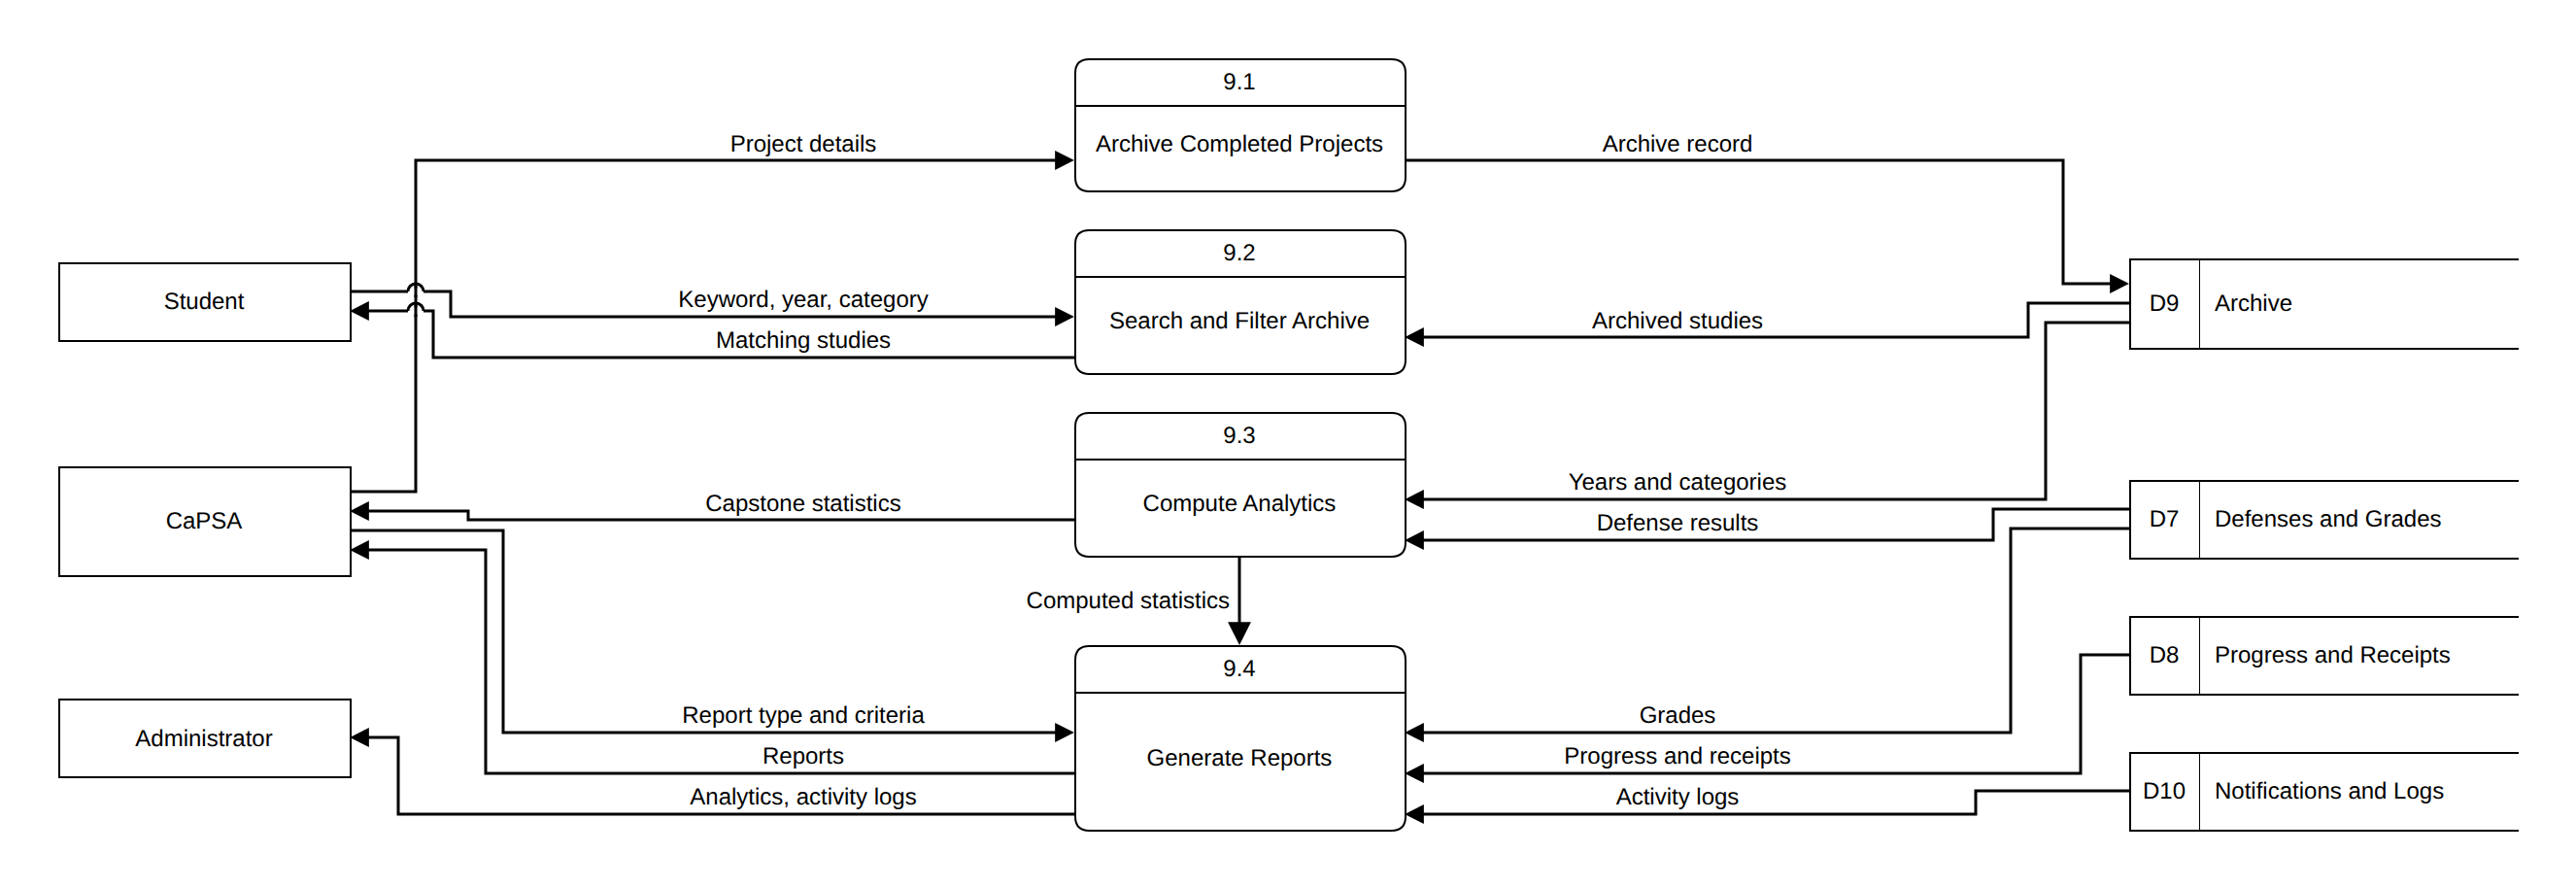 9.1
Project details
Archive Completed Projects
Archive record
9.2
Student
Keyword, year, category
Search and Filter Archive
Archived studies
D9
Archive
Matching studies
9.3
Years and categories
Capstone statistics
Compute Analytics
CaPSA
Defense results
D7
Defenses and Grades
Computed statistics
9.4
D8
Progress and Receipts
Report type and criteria
Grades
Administrator
Reports
Generate Reports
Progress and receipts
Analytics, activity logs
Activity logs
D10
Notifications and Logs